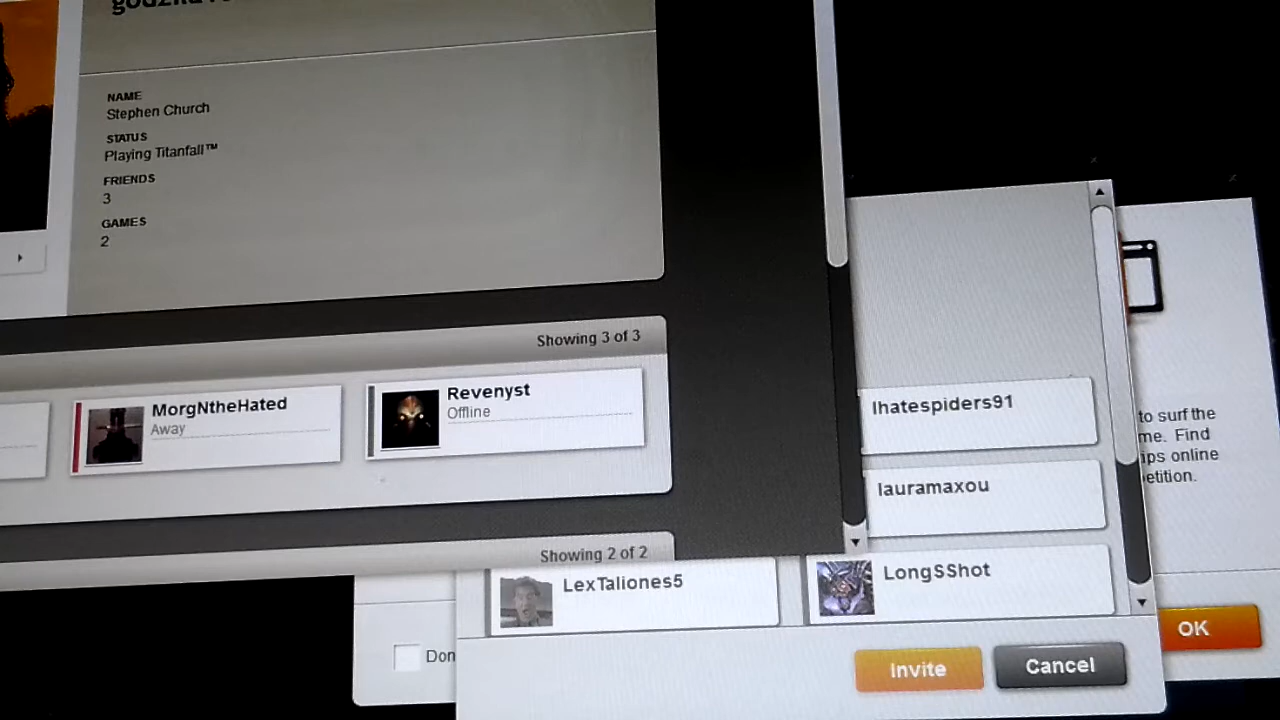 NAME
Stephen Church
STATUS
Playing Titanfall™
FRIENDS
3
GAMES
2
Showing 3 of 3
MorgNtheHated
Away
Revenyst
Offline
Showing 2 of 2
Ihatespiders91
lauramaxou
LexTaliones5
LongSShot
to surf the
me. Find
ips online
etition.
Don
Invite
Cancel
OK